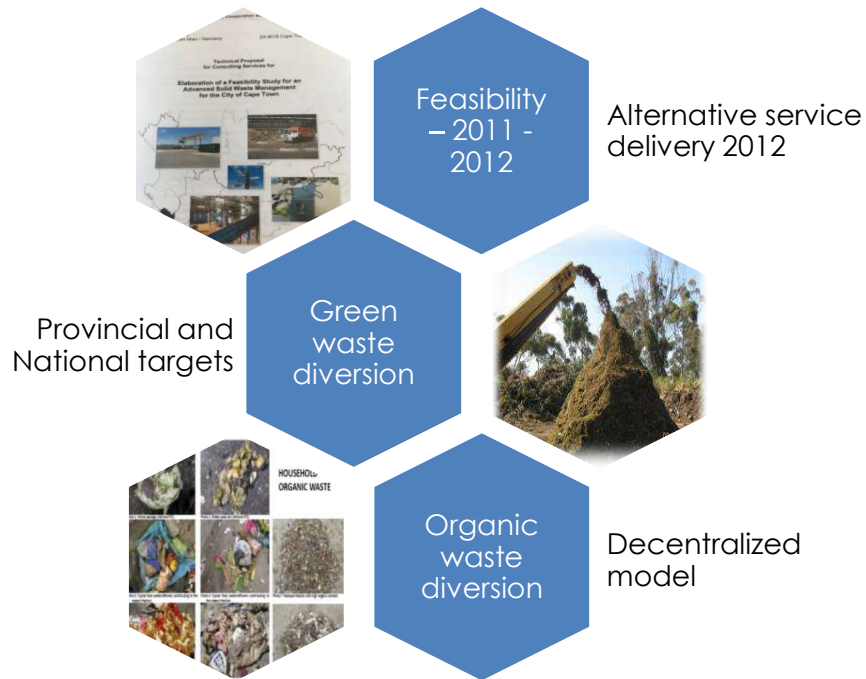 Technical Proposal
for Consulting Services for
Elaboration of a Feasibility Study for an
Advanced Solid Waste Management
for the City of Cape Town
Feasibility
– 2011 -
2012
Alternative service
delivery 2012
Provincial and
National targets
Green
waste
diversion
HOUSEHOLD
ORGANIC WASTE
Organic
waste
diversion
Decentralized
model